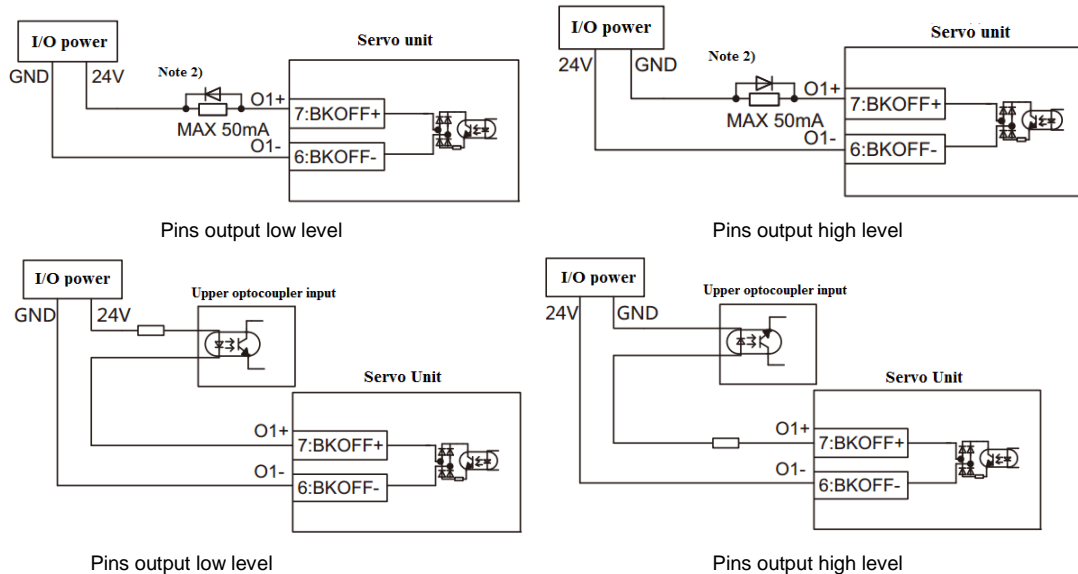 I/O power
Servo unit
GND
24V
Note 2)
O1+
7:BKOFF+
MAX 50mA
O1-
6:BKOFF-
Pins output low level
I/O power
Servo unit
24V
GND
Note 2)
O1+
7:BKOFF+
MAX 50mA
O1-
6:BKOFF-
Pins output high level
I/O power
Upper optocoupler input
GND
24V
Servo Unit
O1+
7:BKOFF+
O1-
6:BKOFF-
Pins output low level
I/O power
Upper optocoupler input
24V
GND
Servo Unit
O1+
7:BKOFF+
O1-
6:BKOFF-
Pins output high level